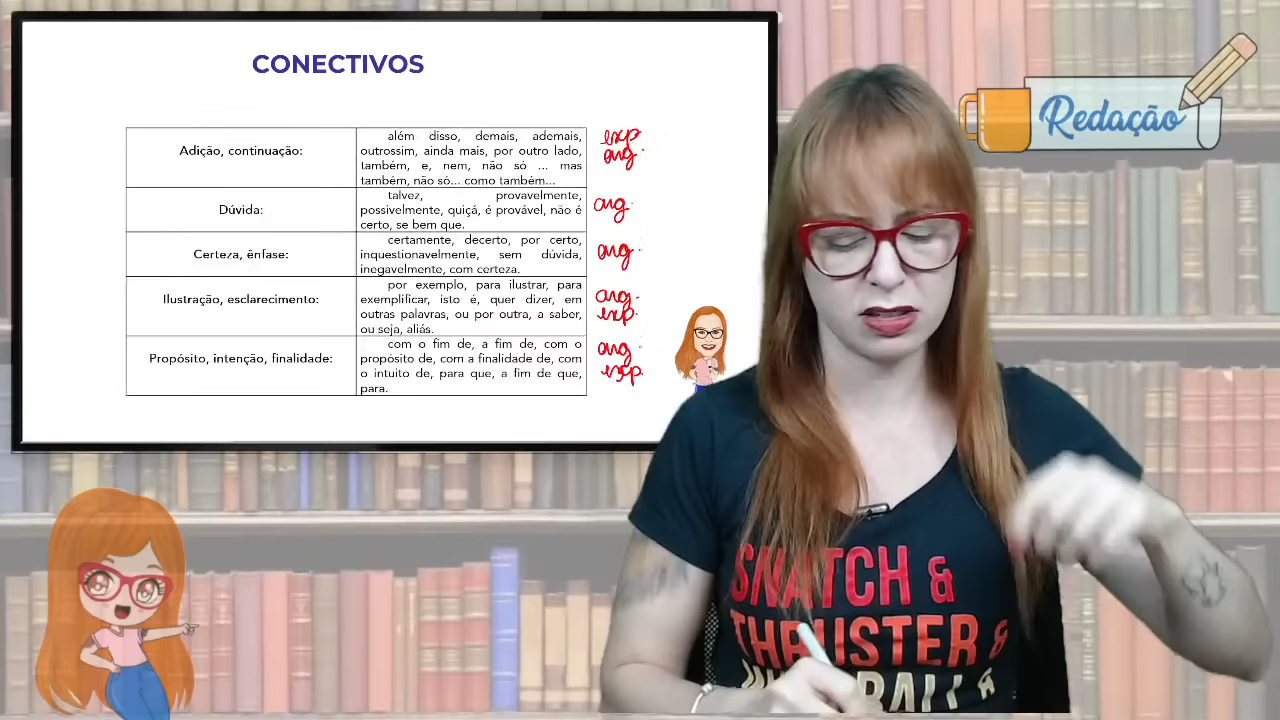 CONECTIVOS
Adição, continuação:
além disso, demais, ademais,
outrossim, ainda mais, por outro lado,
também, e, nem, não só ... mas
também, não só... como também...
exp
arg.
Dúvida:
talvez, provavelmente,
possivelmente, quiçá, é provável, não é
certo, se bem que.
arg.
Certeza, ênfase:
certamente, decerto, por certo,
inquestionavelmente, sem dúvida,
inegavelmente, com certeza.
arg.
Ilustração, esclarecimento:
por exemplo, para ilustrar, para
exemplificar, isto é, quer dizer, em
outras palavras, ou por outra, a saber,
ou seja, aliás.
arg.
exp.
Propósito, intenção, finalidade:
com o fim de, a fim de, com o
propósito de, com a finalidade de, com
o intuito de, para que, a fim de que,
para.
arg
exp.
Redação
SNATCH &
THRUSTER &
BALL